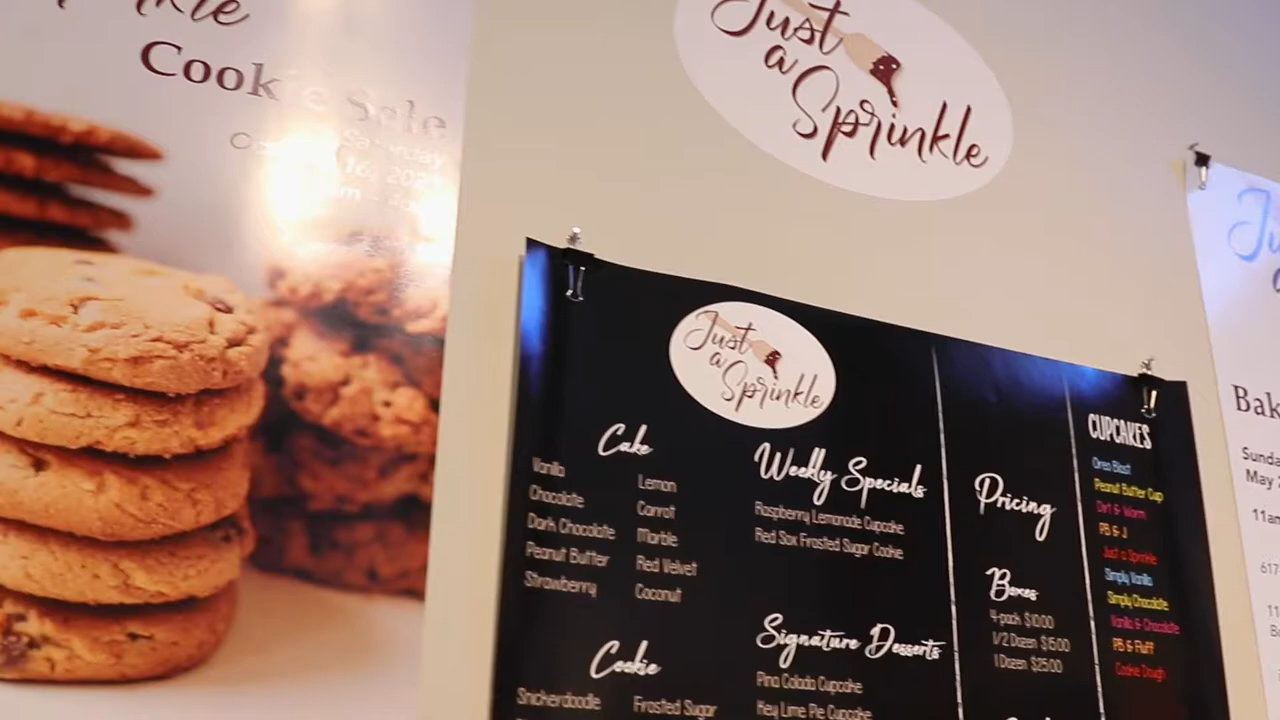 Cookie Sale
Saturday
Just
a
Sprinkle
Just
a
Sprinkle
Cake
Vanilla
Chocolate
Dark Chocolate
Peanut Butter
Strawberry
Lemon
Carrot
Marble
Red Velvet
Coconut
Cookie
Snickerdoodle
Frosted Sugar
Weekly Specials
Raspberry Lemonade Cupcake
Red Sox Frosted Sugar Cookie
Signature Desserts
Pina Colada Cupcake
Key Lime Pie Cupcake
Pricing
Boxes
4-pack $10.00
1/2 Dozen $15.00
1 Dozen $25.00
CUPCAKES
Oreo Blast
Peanut Butter Cup
Dirt & Worm
PB & J
Just a Sprinkle
Simply Vanilla
Simply Chocolate
Vanilla & Chocolate
PB & Fluff
Cookie Dough
Bak
Sunda
May
11am
617